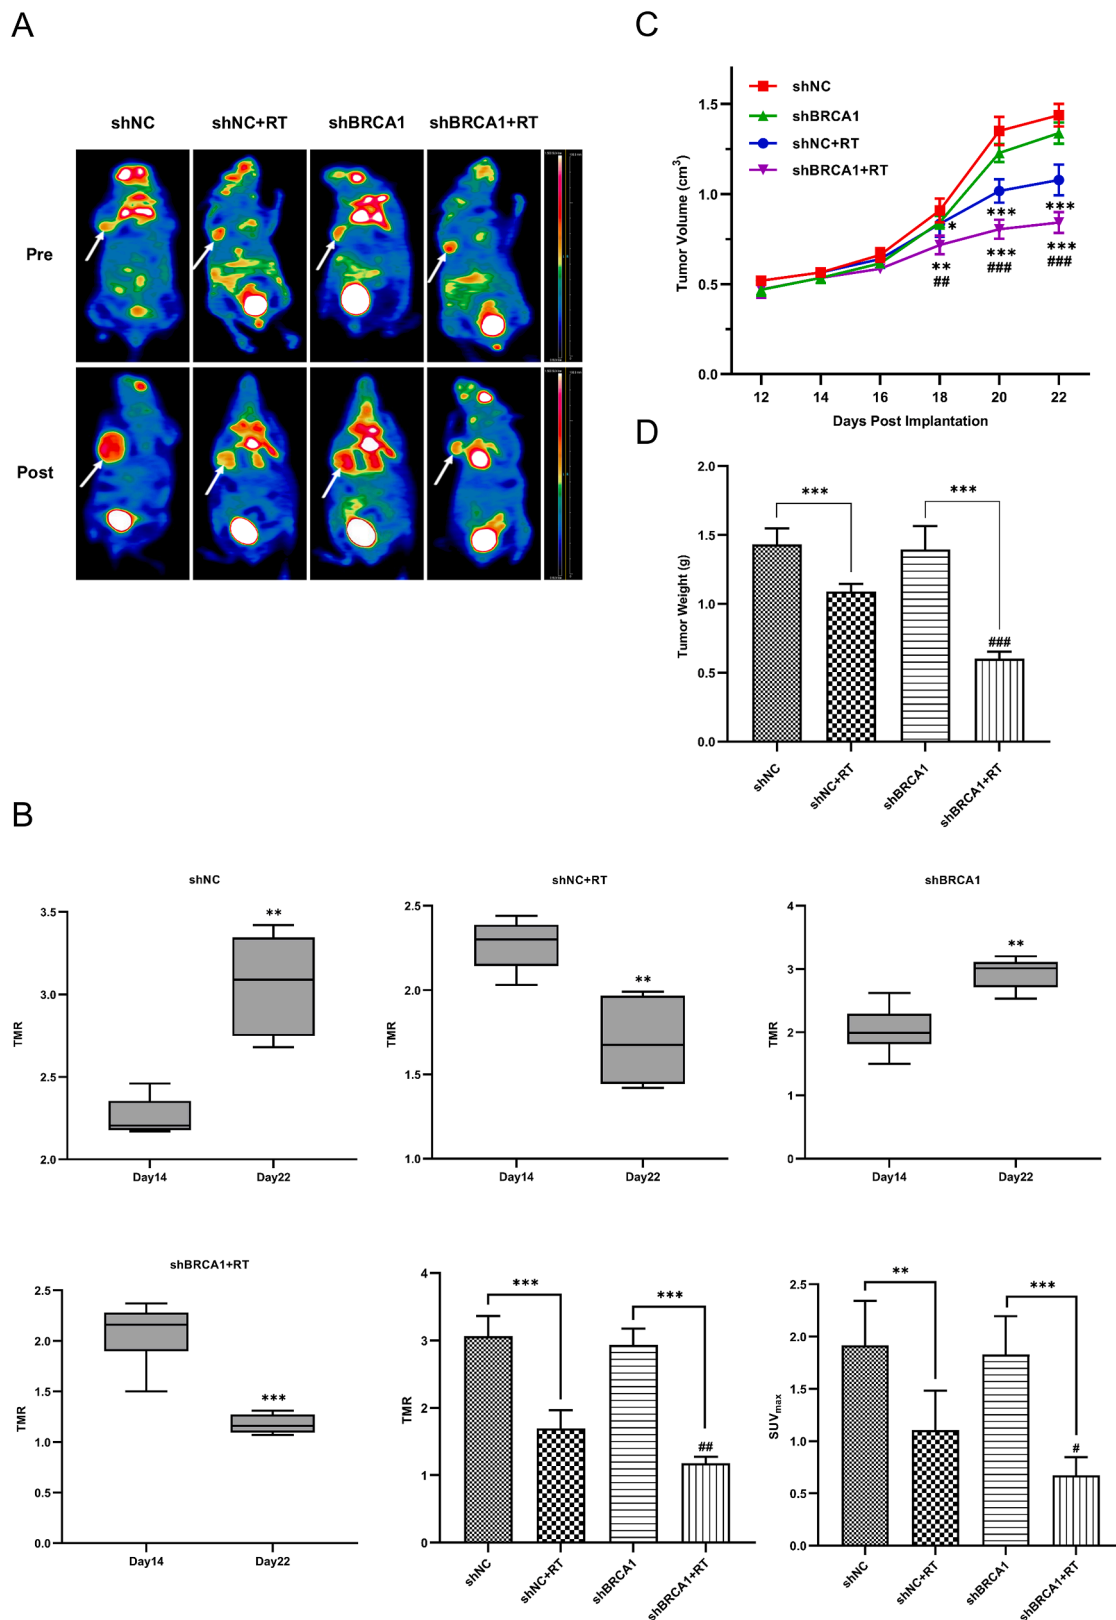 A
shNC
shNC+RT
shBRCA1
shBRCA1+RT
Pre
Post
C
shNC
shBRCA1
shNC+RT
shBRCA1+RT
Tumor Volume (cm³)
1.5
1.0
0.5
0.0
*
**
##
***
***
###
***
***
###
12
14
16
18
20
22
Days Post Implantation
D
Tumor Weight (g)
2.0
1.5
1.0
0.5
0.0
***
***
###
shNC
shNC+RT
shBRCA1
shBRCA1+RT
B
shNC
TMR
3.5
3.0
2.5
2.0
**
Day14
Day22
shNC+RT
TMR
2.5
2.0
1.5
1.0
**
Day14
Day22
shBRCA1
TMR
4
3
2
1
0
**
Day14
Day22
shBRCA1+RT
TMR
2.5
2.0
1.5
1.0
0.5
0.0
***
Day14
Day22
TMR
4
3
2
1
0
***
***
##
shNC
shNC+RT
shBRCA1
shBRCA1+RT
SUVmax
2.5
2.0
1.5
1.0
0.5
0.0
**
***
#
shNC
shNC+RT
shBRCA1
shBRCA1+RT